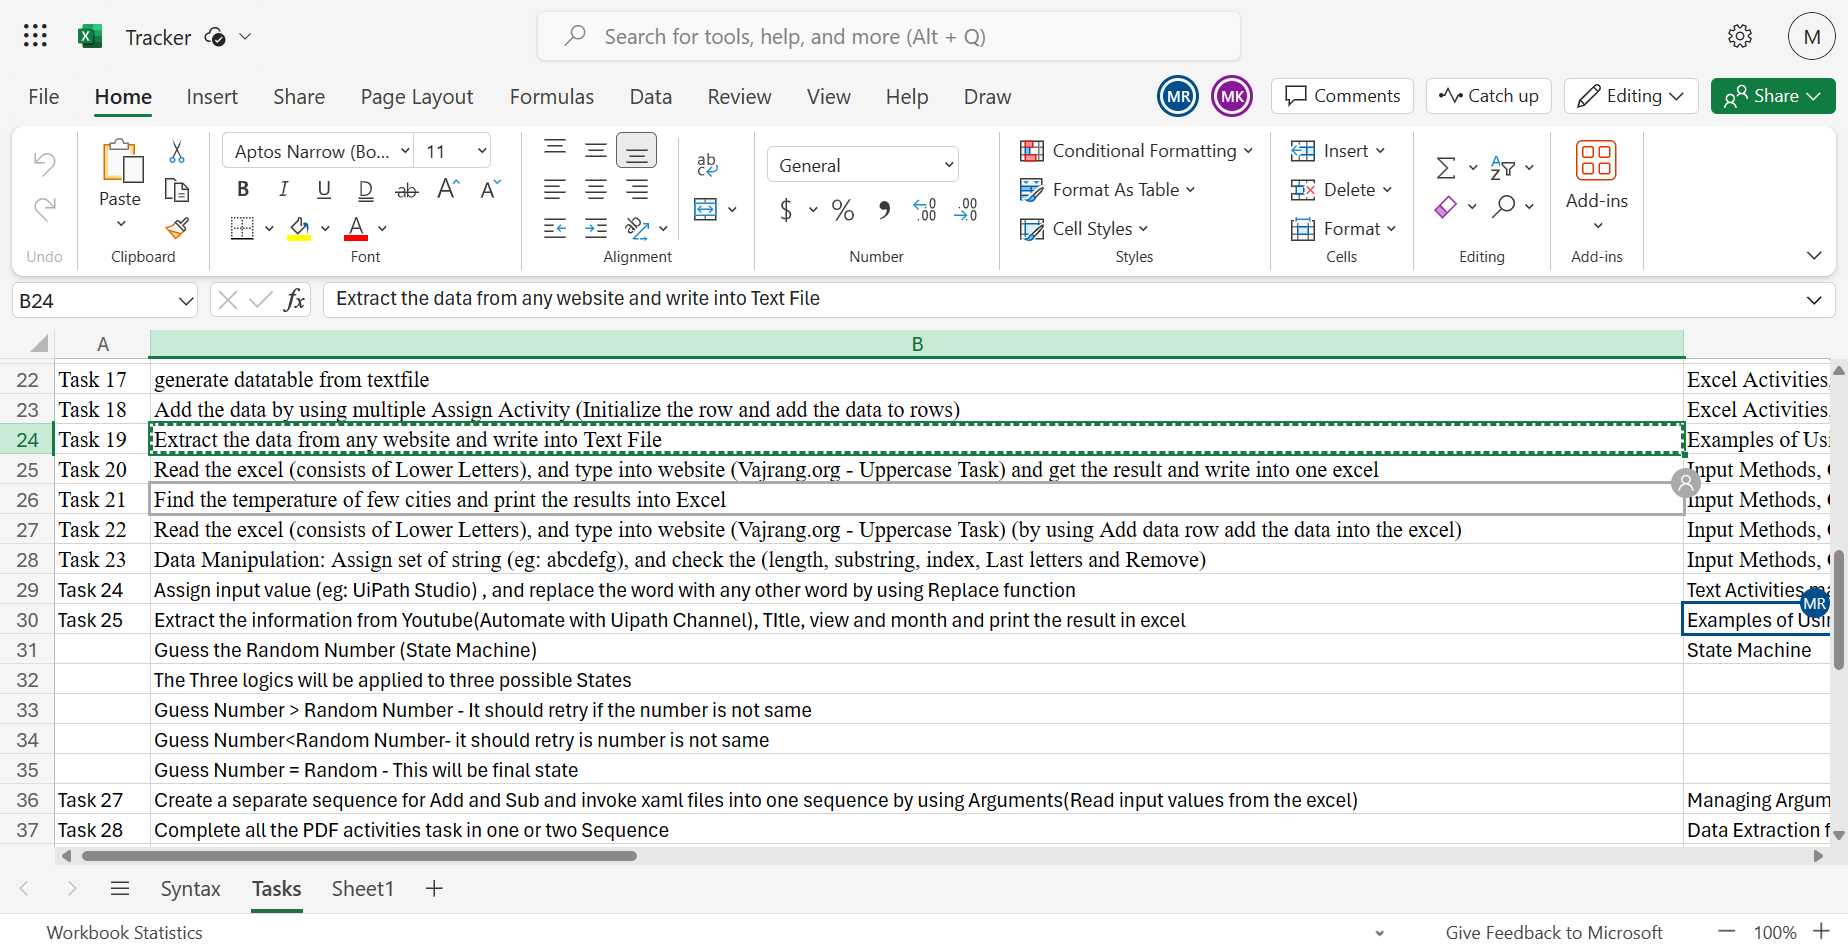 Tracker
Search for tools, help, and more (Alt + Q)
M
File Home Insert Share Page Layout Formulas Data Review View Help Draw
MR MK Comments Catch up Editing Share
Paste
Aptos Narrow (Bo... 11
General
Conditional Formatting
Format As Table
Cell Styles
Insert
Delete
Format
Add-ins
Undo Clipboard Font Alignment Number Styles Cells Editing Add-ins
B24 fx Extract the data from any website and write into Text File
A B
22 Task 17 generate datatable from textfile Excel Activities,
23 Task 18 Add the data by using multiple Assign Activity (Initialize the row and add the data to rows) Excel Activities,
24 Task 19 Extract the data from any website and write into Text File Examples of Usi
25 Task 20 Read the excel (consists of Lower Letters), and type into website (Vajrang.org - Uppercase Task) and get the result and write into one excel Input Methods,
26 Task 21 Find the temperature of few cities and print the results into Excel Input Methods,
27 Task 22 Read the excel (consists of Lower Letters), and type into website (Vajrang.org - Uppercase Task) (by using Add data row add the data into the excel) Input Methods,
28 Task 23 Data Manipulation: Assign set of string (eg: abcdefg), and check the (length, substring, index, Last letters and Remove) Input Methods,
29 Task 24 Assign input value (eg: UiPath Studio) , and replace the word with any other word by using Replace function Text Activities
MR
30 Task 25 Extract the information from Youtube(Automate with Uipath Channel), TItle, view and month and print the result in excel Examples of Usi
31 Guess the Random Number (State Machine) State Machine
32 The Three logics will be applied to three possible States
33 Guess Number > Random Number - It should retry if the number is not same
34 Guess Number<Random Number- it should retry is number is not same
35 Guess Number = Random - This will be final state
36 Task 27 Create a separate sequence for Add and Sub and invoke xaml files into one sequence by using Arguments(Read input values from the excel) Managing Argum
37 Task 28 Complete all the PDF activities task in one or two Sequence Data Extraction f
Syntax Tasks Sheet1
Workbook Statistics Give Feedback to Microsoft 100%